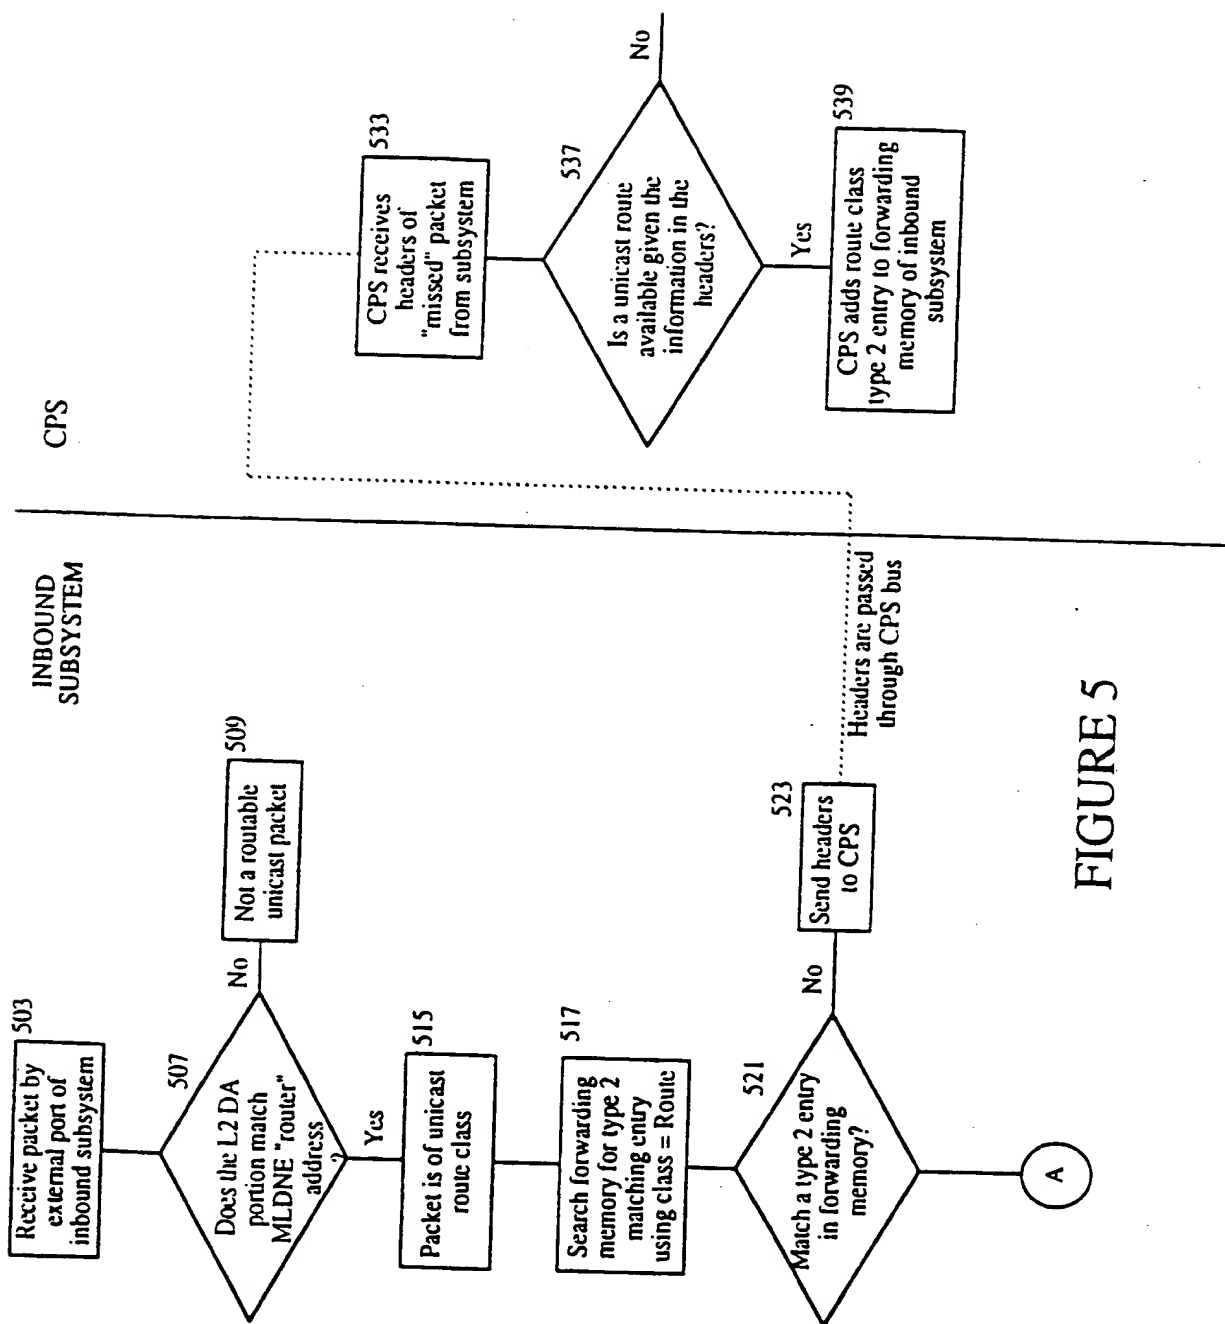 INBOUND
SUBSYSTEM
CPS
503
Receive packet by
external port of
inbound subsystem
507
Does the L2 DA
portion match
MLDNE "router"
address
?
No
509
Not a routable
unicast packet
Yes
515
Packet is of unicast
route class
517
Search forwarding
memory for type 2
matching entry
using class = Route
521
Match a type 2 entry
in forwarding
memory?
No
523
Send headers
to CPS
A
Headers are passed
through CPS bus
533
CPS receives
headers of
"missed" packet
from subsystem
537
Is a unicast route
available given the
information in the
headers?
No
Yes
539
CPS adds route class
type 2 entry to forwarding
memory of inbound
subsystem
FIGURE 5